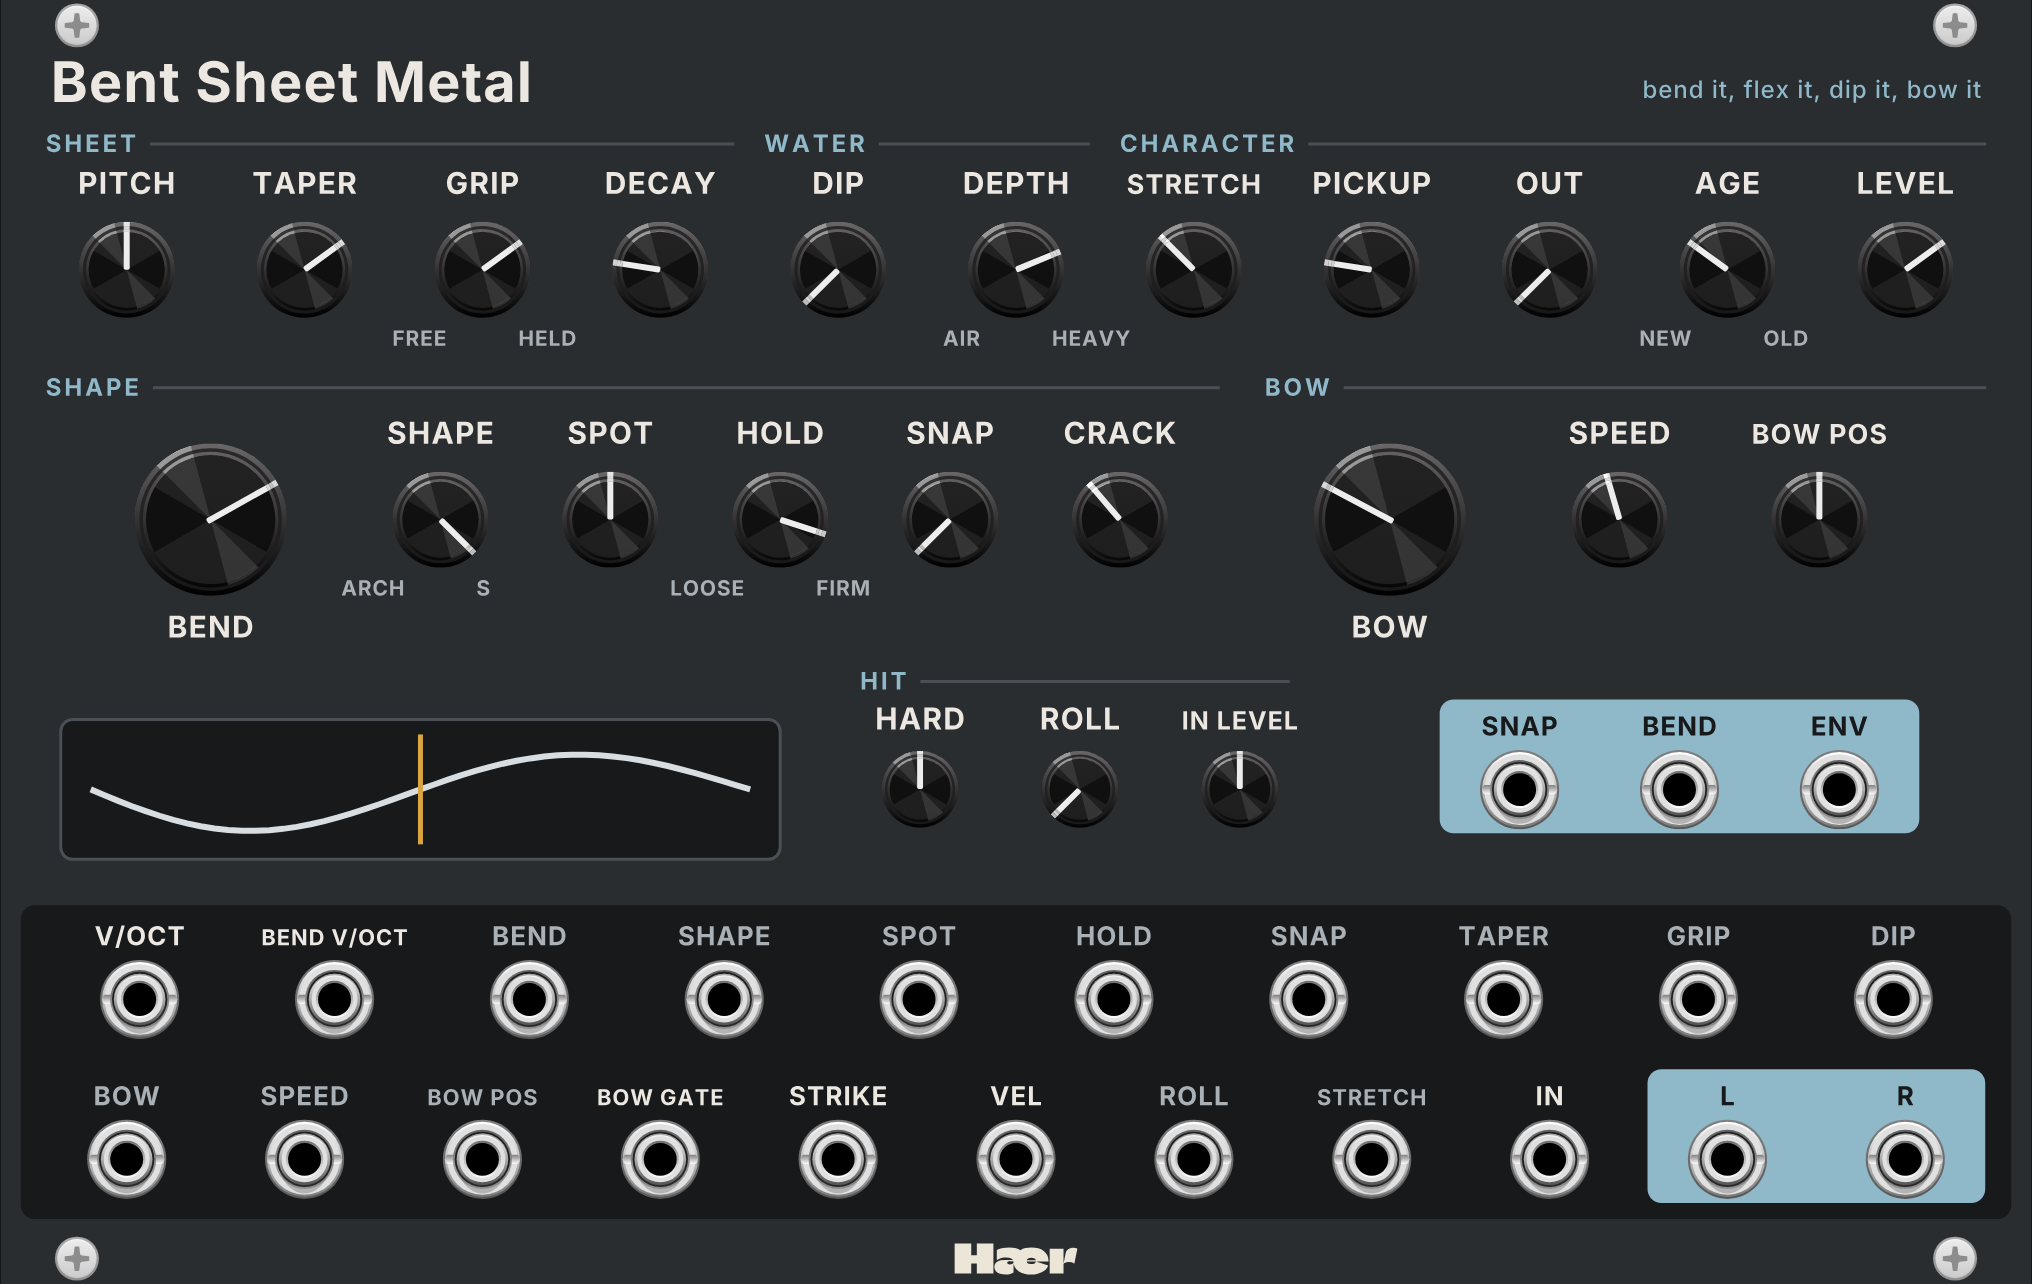 Bent Sheet Metal
bend it, flex it, dip it, bow it
SHEET WATER CHARACTER
PITCH TAPER GRIP DECAY DIP DEPTH STRETCH PICKUP OUT AGE LEVEL
FREE HELD AIR HEAVY NEW OLD
SHAPE BOW
SHAPE SPOT HOLD SNAP CRACK SPEED BOW POS
ARCH S LOOSE FIRM
BEND BOW
HIT
HARD ROLL IN LEVEL SNAP BEND ENV
V/OCT BEND V/OCT BEND SHAPE SPOT HOLD SNAP TAPER GRIP DIP
BOW SPEED BOW POS BOW GATE STRIKE VEL ROLL STRETCH IN L R
Hær